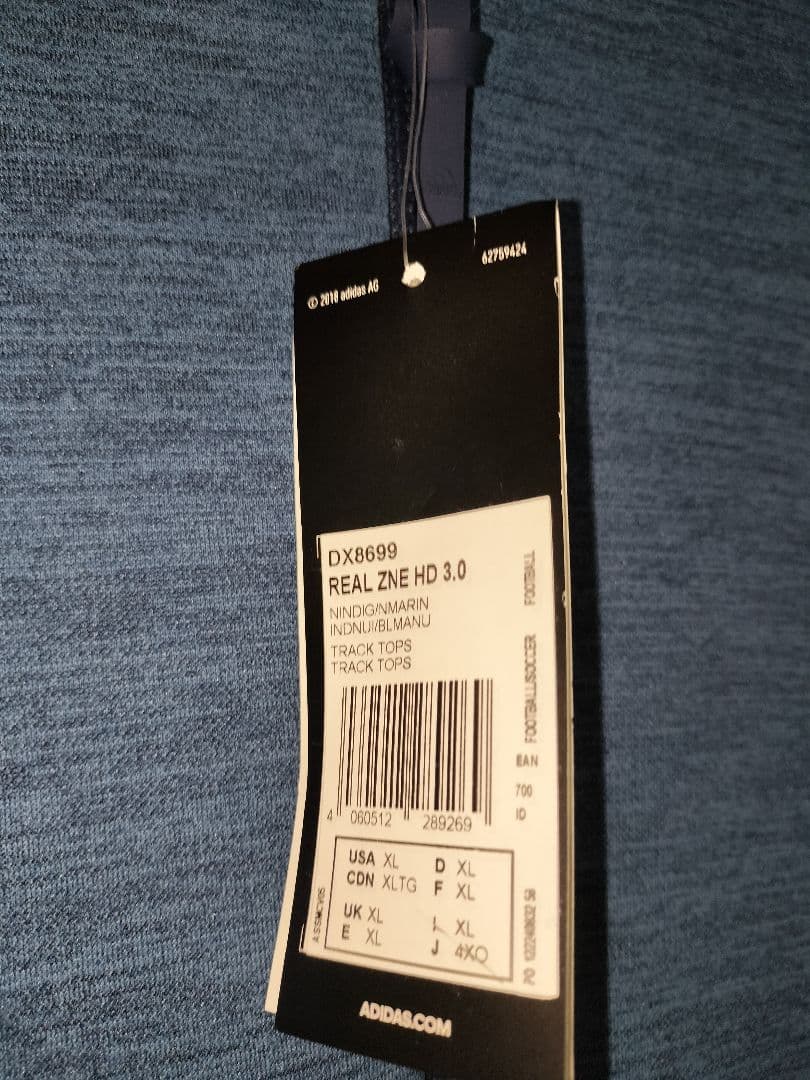 © 2018 adidas AG
62759424
DX8699
REAL ZNE HD 3.0
NINDIG/NMARIN
INDNUI/BLMANU
TRACK TOPS
TRACK TOPS
FOOTBALL
FOOTBALL/SOCCER
EAN
700
ID
4 060512 289269
USA XL D XL
CDN XLTG F XL
UK XL I XL
E XL J 4XO
ADIDAS.COM